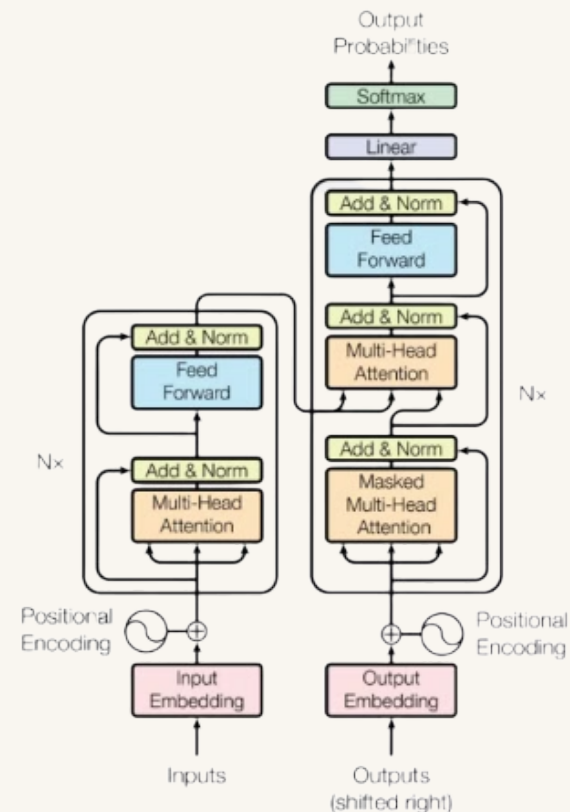 Output
Probabilities
Softmax
Linear
Add & Norm
Feed
Forward
Add & Norm
Multi-Head
Attention
Add & Norm
Masked
Multi-Head
Attention
Nx
Add & Norm
Feed
Forward
Add & Norm
Multi-Head
Attention
Nx
Positional
Encoding
Positional
Encoding
Input
Embedding
Output
Embedding
Inputs
Outputs
(shifted right)